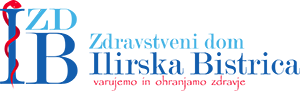 ZD
IB
Zdravstveni dom
Ilirska Bistrica
varujemo in ohranjamo zdravje